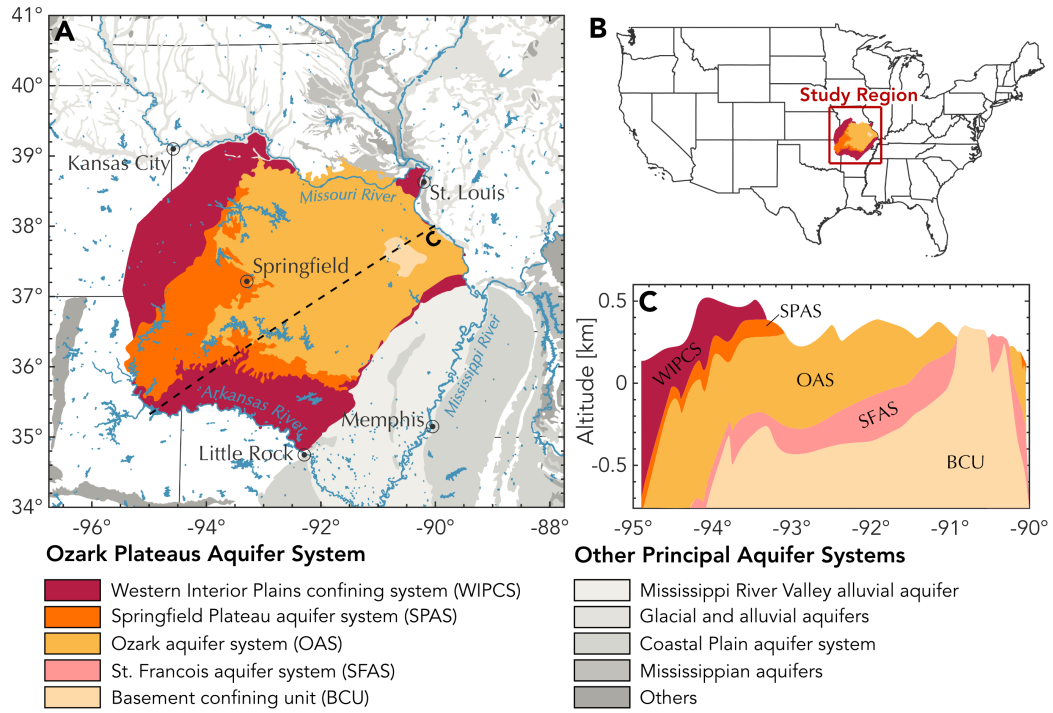 A
41°
40°
39°
38°
37°
36°
35°
34°
-96°
-94°
-92°
-90°
-88°
Kansas City
Missouri River
St. Louis
C
Springfield
Mississippi River
Arkansas River
Memphis
Little Rock
B
Study Region
C
Altitude [km]
0.5
0
-0.5
-95
-94
-93
-92
-91
-90
SPAS
WIPCS
OAS
SFAS
BCU
Ozark Plateaus Aquifer System
Western Interior Plains confining system (WIPCS)
Springfield Plateau aquifer system (SPAS)
Ozark aquifer system (OAS)
St. Francois aquifer system (SFAS)
Basement confining unit (BCU)
Other Principal Aquifer Systems
Mississippi River Valley alluvial aquifer
Glacial and alluvial aquifers
Coastal Plain aquifer system
Mississippian aquifers
Others